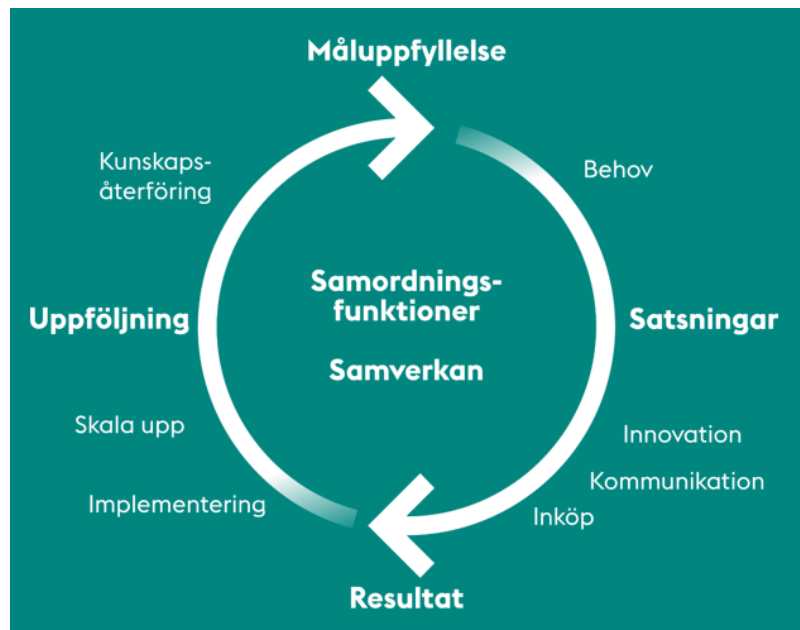 Måluppfyllelse
Kunskaps-
återföring
Behov
Samordnings-
funktioner
Uppföljning
Satsningar
Samverkan
Skala upp
Innovation
Kommunikation
Implementering
Inköp
Resultat